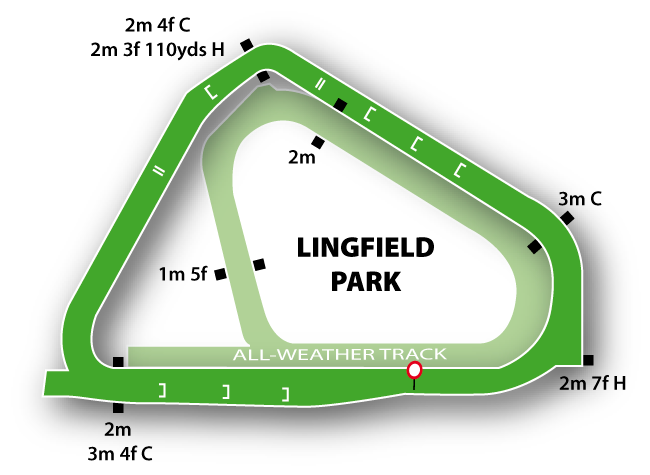 2m 4f C
2m 3f 110yds H
2m
3m C
LINGFIELD
PARK
1m 5f
ALL-WEATHER TRACK
2m 7f H
2m
3m 4f C